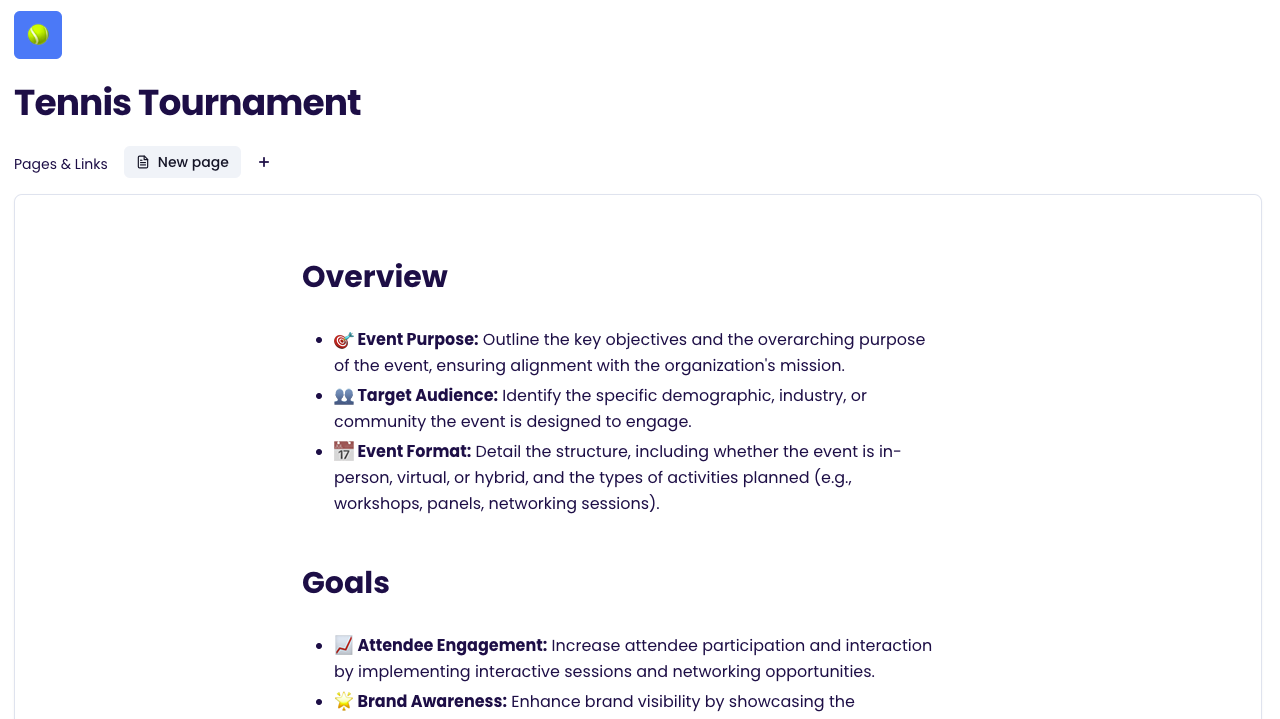 Tennis Tournament
Pages & Links
New page
Overview
Event Purpose: Outline the key objectives and the overarching purpose
of the event, ensuring alignment with the organization's mission.
Target Audience: Identify the specific demographic, industry, or
community the event is designed to engage.
Event Format: Detail the structure, including whether the event is in-
person, virtual, or hybrid, and the types of activities planned (e.g.,
workshops, panels, networking sessions).
Goals
Attendee Engagement: Increase attendee participation and interaction
by implementing interactive sessions and networking opportunities.
Brand Awareness: Enhance brand visibility by showcasing the